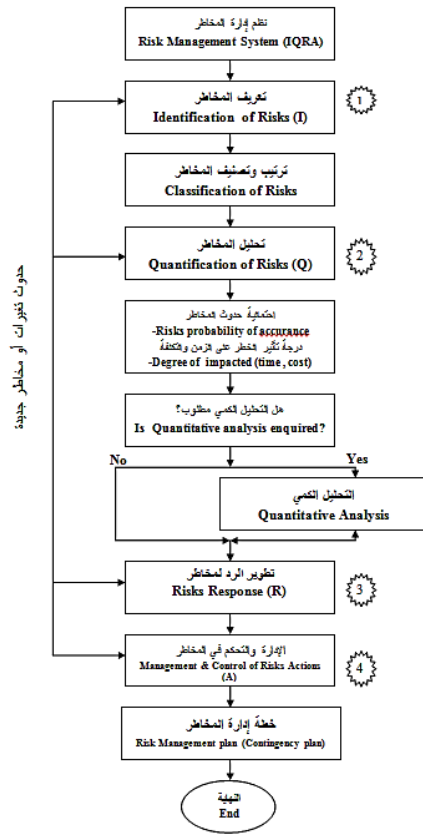 نظم إدارة المخاطر
Risk Management System (IQRA)
تعريف المخاطر
Identification of Risks (I)
1
ترتيب وتصنيف المخاطر
Classification of Risks
تحليل المخاطر
Quantification of Risks (Q)
2
احتمالية حدوث المخاطر
-Risks probability of accurance
درجة تأثير الخطر على الزمن والتكلفة
-Degree of impacted (time , cost)
هل التحليل الكمي مطلوب؟
Is Quantitative analysis enquired?
No
Yes
التحليل الكمي
Quantitative Analysis
تطوير الرد لمخاطر
Risks Response (R)
3
الإدارة والتحكم في المخاطر
Management & Control of Risks Actions
(A)
4
خطة إدارة المخاطر
Risk Management plan (Contingency plan)
النهاية
End
حدوث تغيرات أو مخاطر جديدة